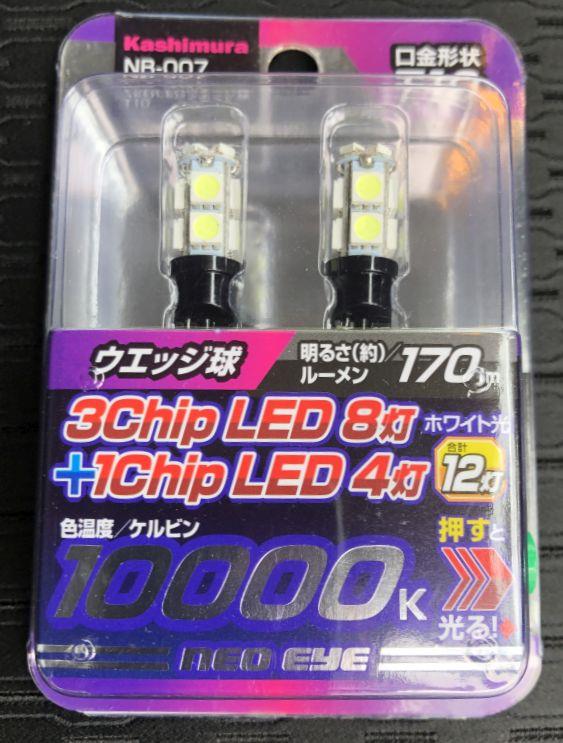 Kashimura
NB-007
口金形状
T10
ウエッジ球
明るさ(約)/
ルーメン
170lm
3Chip LED 8灯
ホワイト光
+1Chip LED 4灯
合計
12灯
色温度/ケルビン
押すと
10000K
光る!
NEO EYE